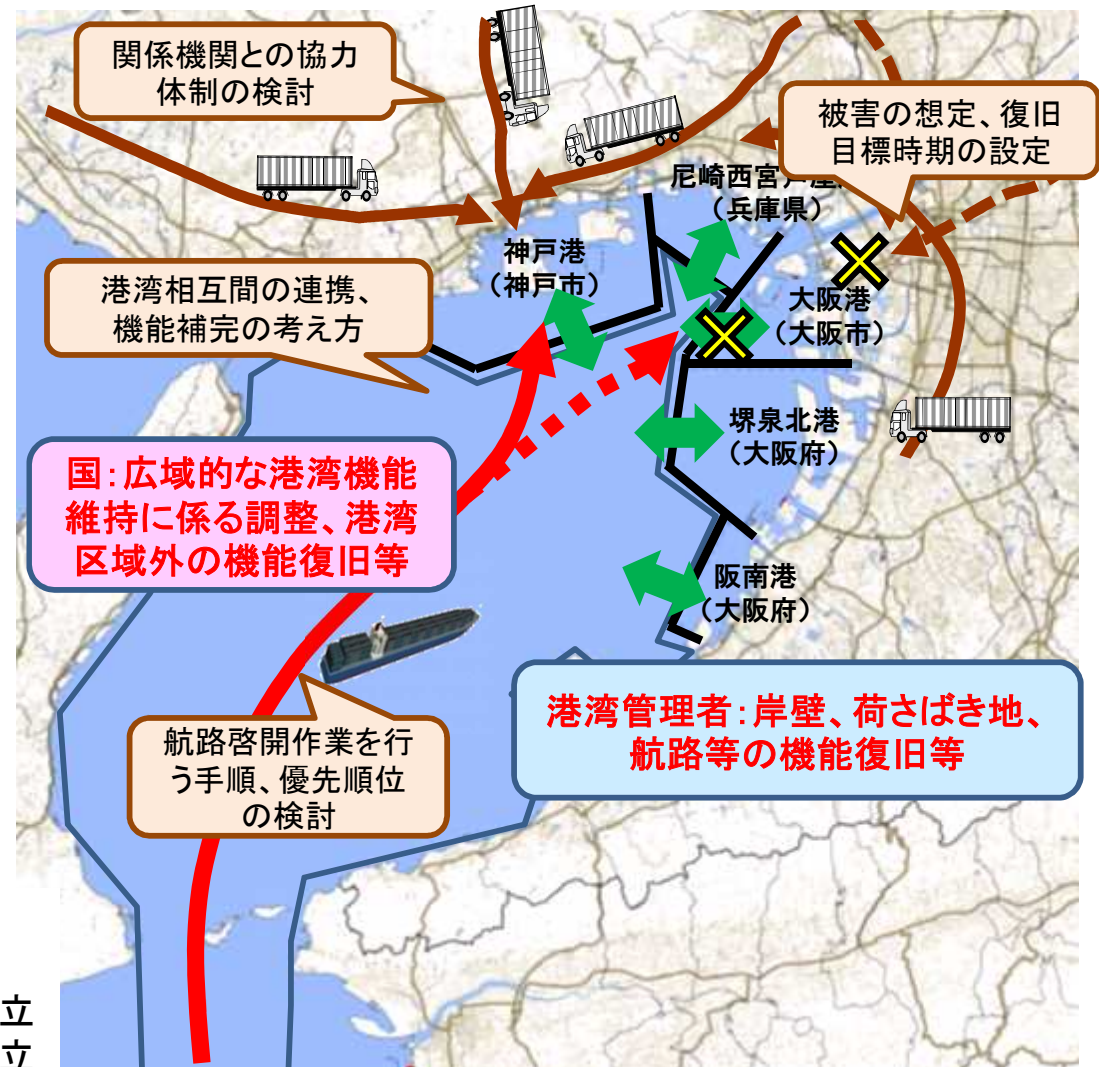 関係機関との協力
体制の検討
被害の想定、復旧
目標時期の設定
尼崎西宮芦屋
（兵庫県）
神戸港
（神戸市）
港湾相互間の連携、
機能補完の考え方
大阪港
（大阪市）
堺泉北港
（大阪府）
国：広域的な港湾機能
維持に係る調整、港湾
区域外の機能復旧等
阪南港
（大阪府）
港湾管理者：岸壁、荷さばき地、
航路等の機能復旧等
航路啓開作業を行
う手順、優先順位
の検討
立
立